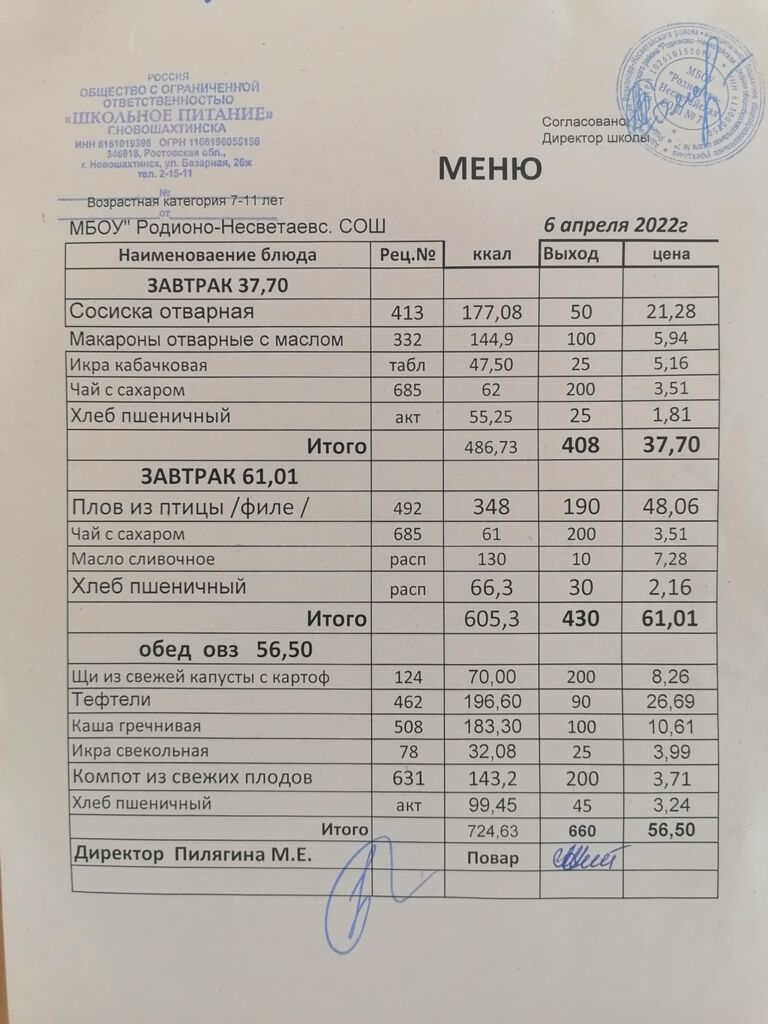 РОССИЯ
ОБЩЕСТВО С ОГРАНИЧЕННОЙ
ОТВЕТСТВЕННОСТЬЮ
«ШКОЛЬНОЕ ПИТАНИЕ»
Г.НОВОШАХТИНСКА
ИНН 6151019396 ОГРН 1166196055156
346918, Ростовская обл.,
г. Новошахтинск, ул. Базарная, 26ж
тел. 2-15-11
№
от
Согласовано
Директор школы
МЕНЮ
Возрастная категория 7-11 лет
МБОУ" Родионо-Несветаевс. СОШ 6 апреля 2022г
Наименоваение блюда Рец.№ ккал Выход цена
ЗАВТРАК 37,70
Сосиска отварная 413 177,08 50 21,28
Макароны отварные с маслом 332 144,9 100 5,94
Икра кабачковая табл 47,50 25 5,16
Чай с сахаром 685 62 200 3,51
Хлеб пшеничный акт 55,25 25 1,81
Итого 486,73 408 37,70
ЗАВТРАК 61,01
Плов из птицы /филе / 492 348 190 48,06
Чай с сахаром 685 61 200 3,51
Масло сливочное расп 130 10 7,28
Хлеб пшеничный расп 66,3 30 2,16
Итого 605,3 430 61,01
обед овз 56,50
Щи из свежей капусты с картоф 124 70,00 200 8,26
Тефтели 462 196,60 90 26,69
Каша гречнивая 508 183,30 100 10,61
Икра свекольная 78 32,08 25 3,99
Компот из свежих плодов 631 143,2 200 3,71
Хлеб пшеничный акт 99,45 45 3,24
Итого 724,63 660 56,50
Директор Пилягина М.Е. Повар